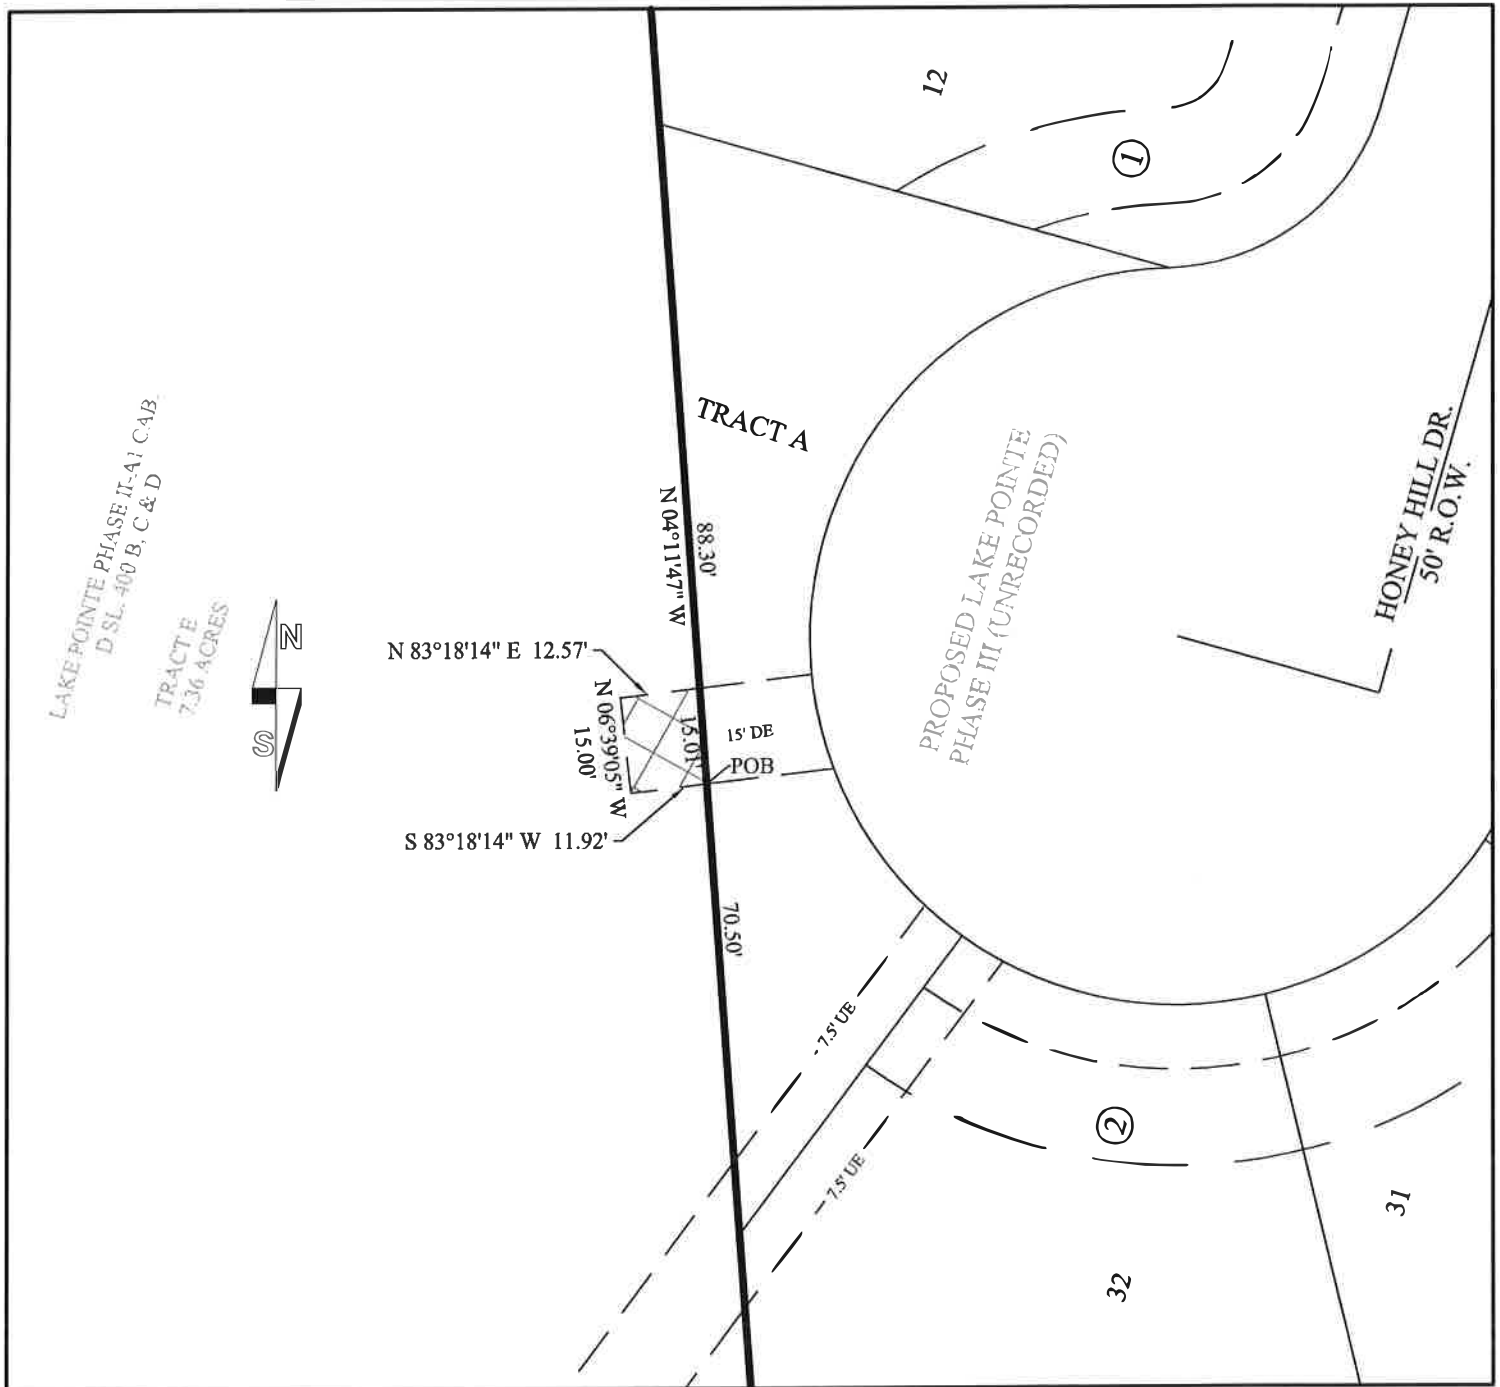 12
1
TRACT A
88.30'
N 04°11'47" W
LAKE POINTE PHASE II-A1 CAB.
D SL. 400 B, C & D
TRACT E
7.36 ACRES
N
S
N 83°18'14" E 12.57'
N 06°39'05" W
15.00'
15.01'
15' DE
POB
S 83°18'14" W 11.92'
PROPOSED LAKE POINTE
PHASE III (UNRECORDED)
HONEY HILL DR.
50' R.O.W.
70.50'
7.5' UE
7.5' UE
2
31
32